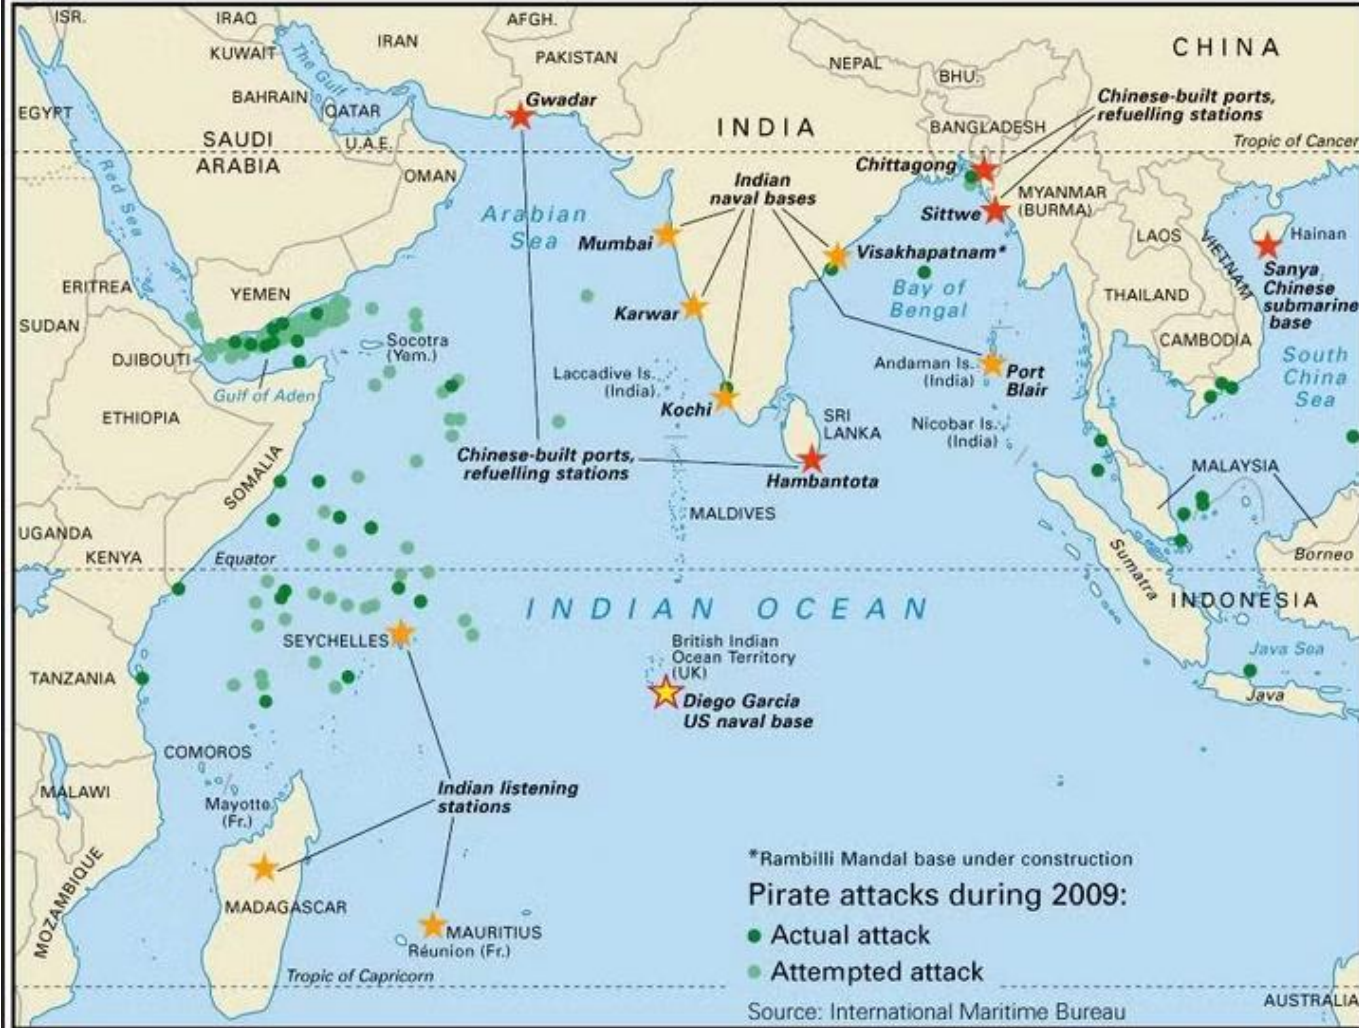 ISR.
IRAQ
AFGH.
KUWAIT
The Gulf
IRAN
PAKISTAN
NEPAL
BHU.
CHINA
EGYPT
BAHRAIN
QATAR
Gwadar
SAUDI
ARABIA
U.A.E.
INDIA
BANGLADESH
Chinese-built ports,
refuelling stations
Tropic of Cancer
Red Sea
OMAN
Chittagong
Indian
naval bases
MYANMAR
(BURMA)
Sittwe
Arabian
Sea
Mumbai
Visakhapatnam*
LAOS
VIETNAM
Hainan
Sanya
Chinese
submarine
base
ERITREA
YEMEN
SUDAN
Karwar
Bay of
Bengal
THAILAND
CAMBODIA
DJIBOUTI
Socotra
(Yem.)
Gulf of Aden
Laccadive Is.
(India)
Andaman Is.
(India)
Port
Blair
South
China
Sea
ETHIOPIA
Kochi
SRI
LANKA
Nicobar Is.
(India)
Chinese-built ports,
refuelling stations
Hambantota
MALAYSIA
SOMALIA
MALDIVES
UGANDA
KENYA
Equator
Sumatra
Borneo
INDIAN OCEAN
INDONESIA
SEYCHELLES
British Indian
Ocean Territory
(UK)
Java Sea
TANZANIA
Diego Garcia
US naval base
Java
COMOROS
MALAWI
Mayotte
(Fr.)
Indian listening
stations
MOZAMBIQUE
MADAGASCAR
MAURITIUS
Réunion (Fr.)
Tropic of Capricorn
*Rambilli Mandal base under construction
Pirate attacks during 2009:
Actual attack
Attempted attack
Source: International Maritime Bureau
AUSTRALIA